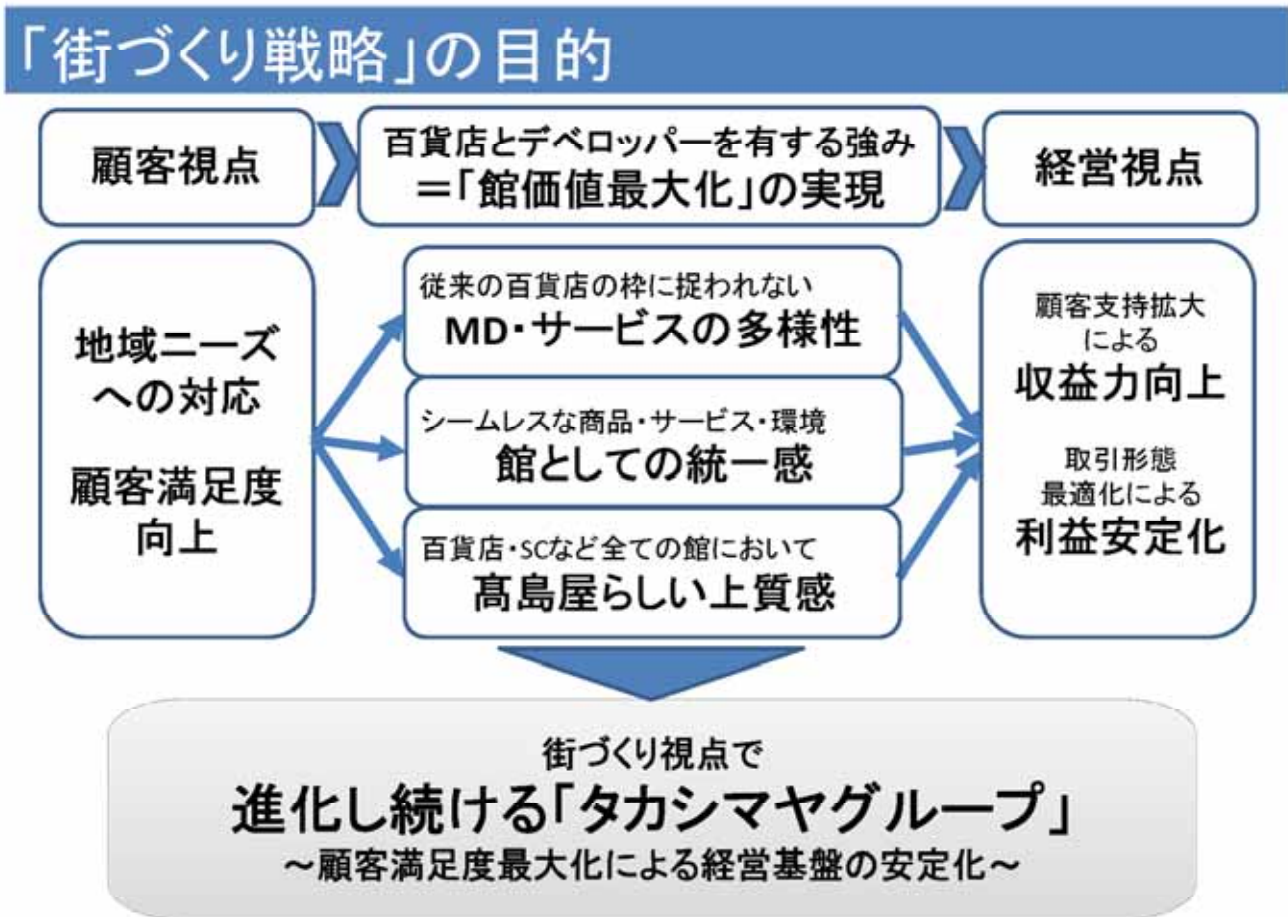 「街づくり戦略」の目的
顧客視点
百貨店とデベロッパーを有する強み
＝「館価値最大化」の実現
経営視点
地域ニーズ
への対応
顧客満足度
向上
従来の百貨店の枠に捉われない
MD・サービスの多様性
シームレスな商品・サービス・環境
館としての統一感
百貨店・SCなど全ての館において
髙島屋らしい上質感
顧客支持拡大
による
収益力向上
取引形態
最適化による
利益安定化
街づくり視点で
進化し続ける「タカシマヤグループ」
～顧客満足度最大化による経営基盤の安定化～